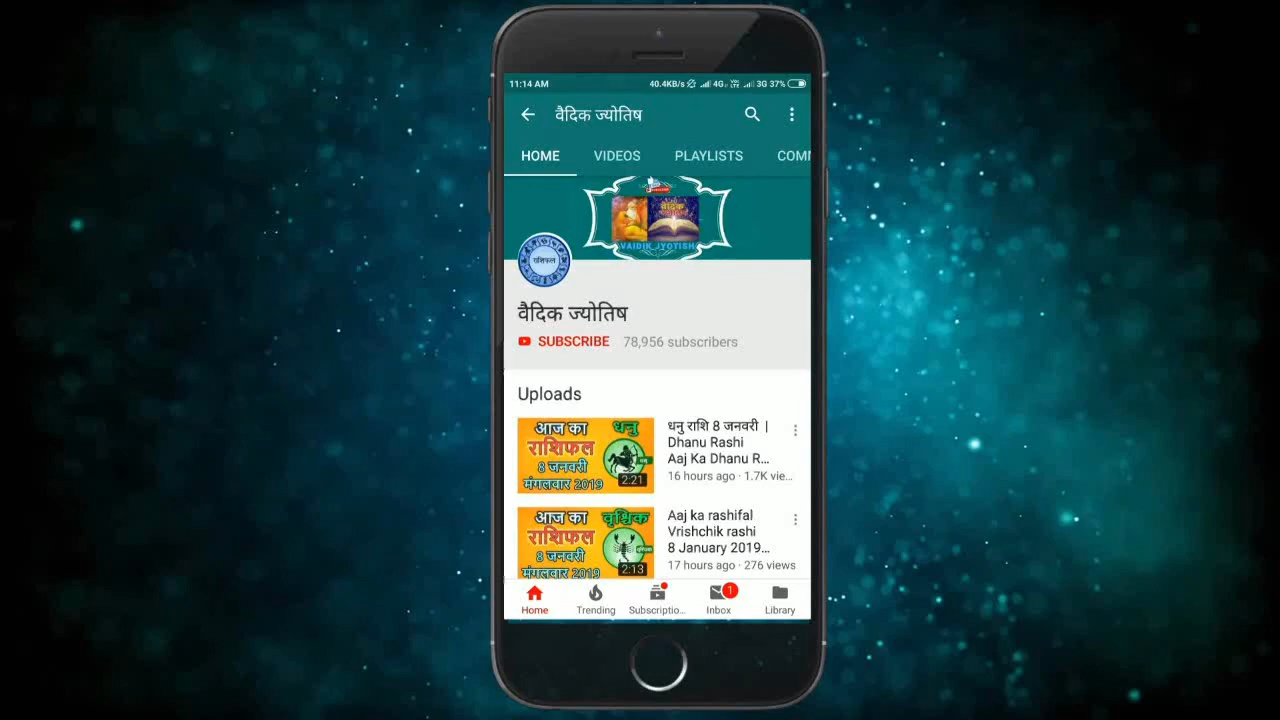 11:14 AM
40.4KB/s 4G 3G 37%
वैदिक ज्योतिष
HOME VIDEOS PLAYLISTS COMM
वैदिक
VAIDIK JYOTISH
राशिफल
वैदिक ज्योतिष
SUBSCRIBE 78,956 subscribers
Uploads
आज का धनु
राशिफल
8 जनवरी
मंगलवार 2019
2:21
धनु राशि 8 जनवरी |
Dhanu Rashi
Aaj Ka Dhanu R...
16 hours ago · 1.7K vie...
आज का वृश्चिक
राशिफल
8 जनवरी
मंगलवार 2019
2:13
Aaj ka rashifal
Vrishchik rashi
8 January 2019...
17 hours ago · 276 views
Home Trending Subscriptio... Inbox Library
1